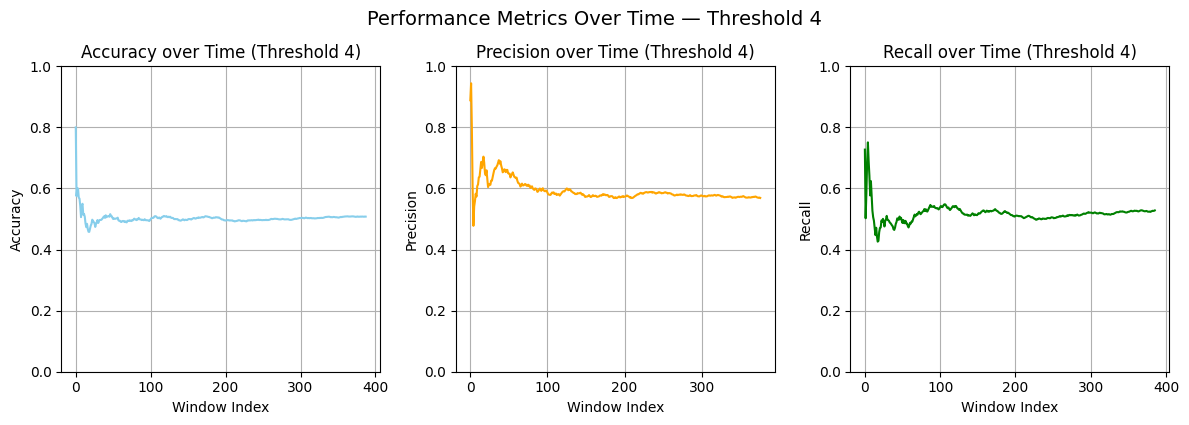 Performance Metrics Over Time — Threshold 4
Accuracy over Time (Threshold 4)
Accuracy
1.0
0.8
0.6
0.4
0.2
0.0
0 100 200 300 400
Window Index
Precision over Time (Threshold 4)
Precision
1.0
0.8
0.6
0.4
0.2
0.0
0 100 200 300
Window Index
Recall over Time (Threshold 4)
Recall
1.0
0.8
0.6
0.4
0.2
0.0
0 100 200 300 400
Window Index